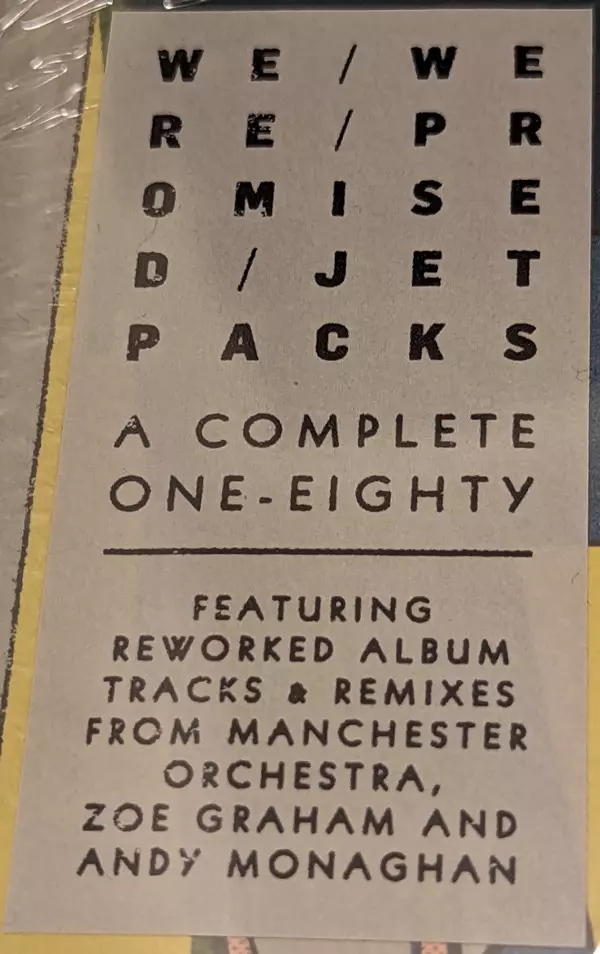 W E / W E
R E / P R
O M I S E
D / J E T
P A C K S
A COMPLETE
ONE-EIGHTY
FEATURING
REWORKED ALBUM
TRACKS & REMIXES
FROM MANCHESTER
ORCHESTRA,
ZOE GRAHAM AND
ANDY MONAGHAN